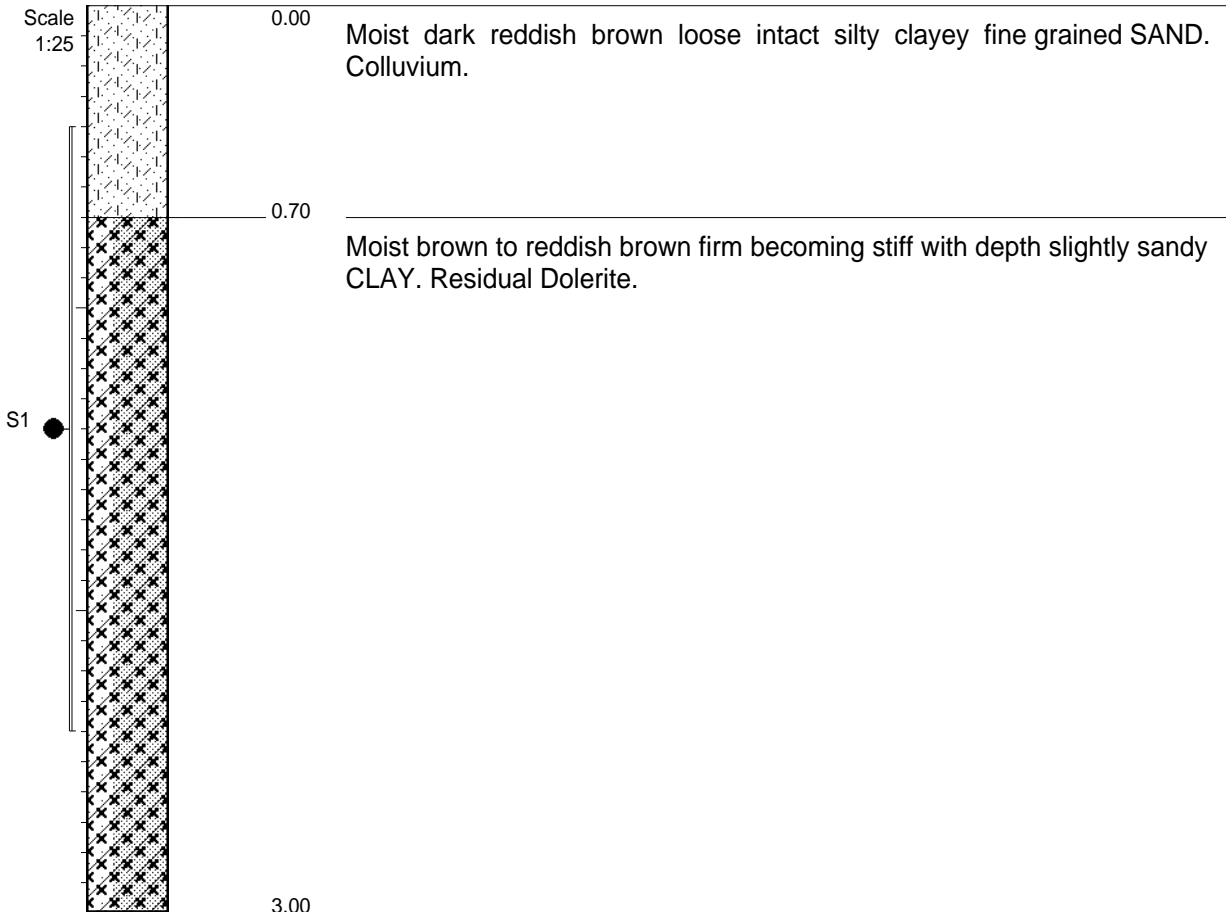 Scale
1:25
0.00
Moist dark reddish brown loose intact silty clayey fine grained SAND.
Colluvium.
0.70
Moist brown to reddish brown firm becoming stiff with depth slightly sandy
CLAY. Residual Dolerite.
S1
3.00